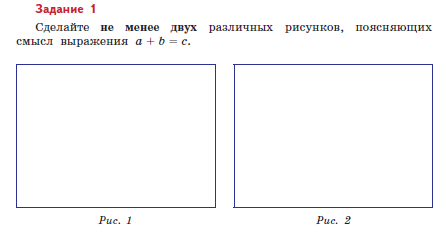 Задание 1
Сделайте не менее двух различных рисунков, поясняющих
смысл выражения a + b = c.
Рис. 1
Рис. 2